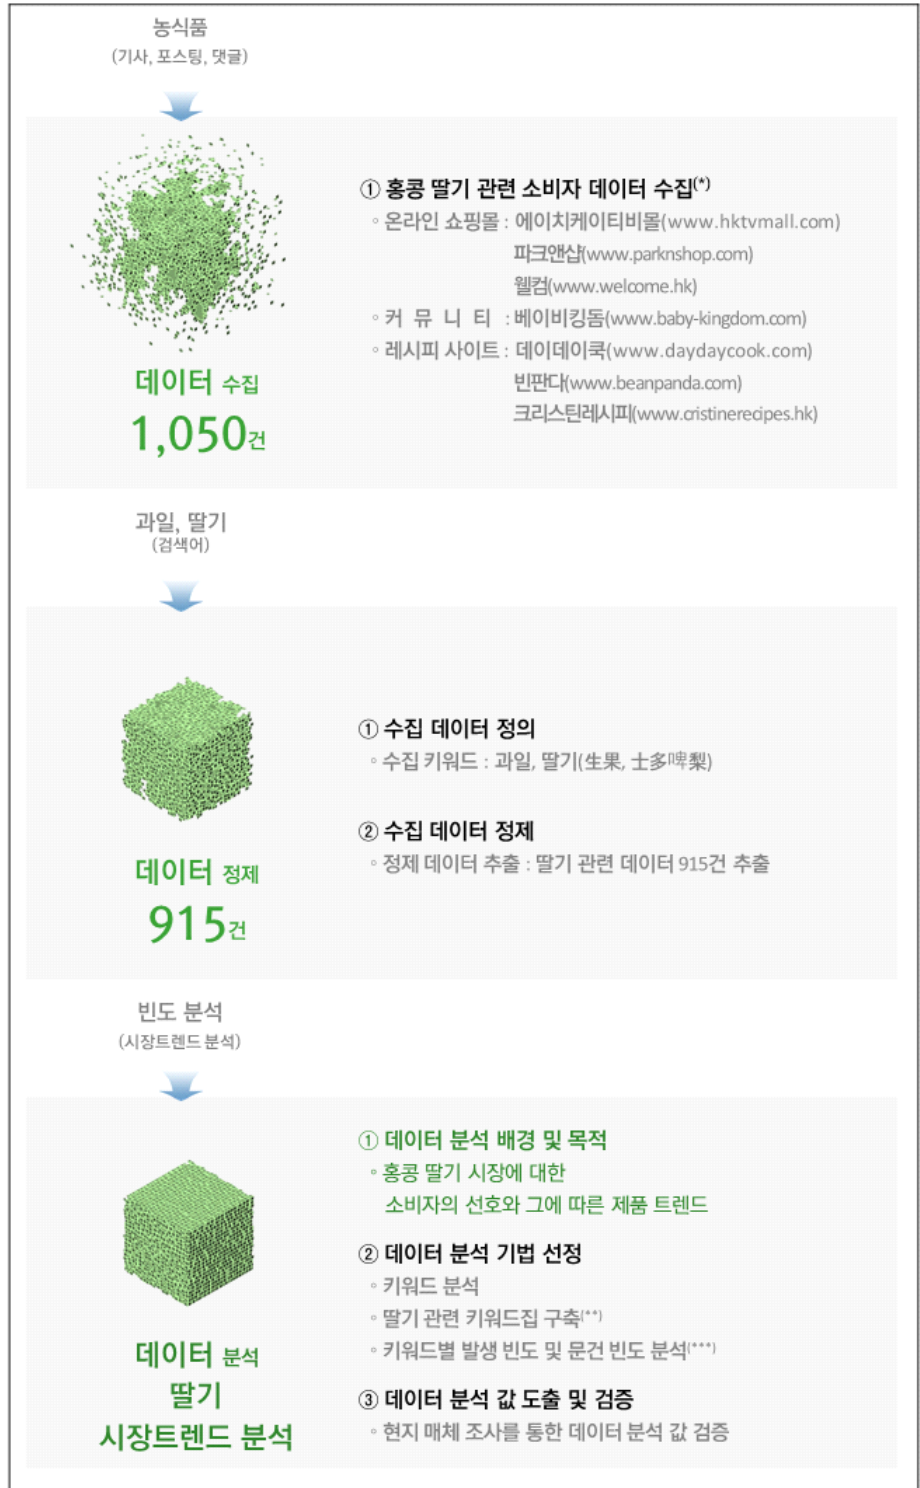 농식품
(기사, 포스팅, 댓글)
데이터 수집
1,050건
① 홍콩 딸기 관련 소비자 데이터 수집(*)
◦ 온라인 쇼핑몰 : 에이치케이티비몰(www.hktvmall.com)
파크앤샵(www.parknshop.com)
웰컴(www.welcome.hk)
◦ 커 뮤 니 티 : 베이비킹돔(www.baby-kingdom.com)
◦ 레시피 사이트 : 데이데이쿡(www.daydaycook.com)
빈판다(www.beanpanda.com)
크리스틴레시피(www.cristinerecipes.hk)
과일, 딸기
(검색어)
데이터 정제
915건
① 수집 데이터 정의
◦ 수집 키워드 : 과일, 딸기(生果, 士多啤梨)
② 수집 데이터 정제
◦ 정제 데이터 추출 : 딸기 관련 데이터 915건 추출
빈도 분석
(시장트렌드 분석)
데이터 분석
딸기
시장트렌드 분석
① 데이터 분석 배경 및 목적
◦ 홍콩 딸기 시장에 대한
소비자의 선호와 그에 따른 제품 트렌드
② 데이터 분석 기법 선정
◦ 키워드 분석
◦ 딸기 관련 키워드집 구축(**)
◦ 키워드별 발생 빈도 및 문건 빈도 분석(***)
③ 데이터 분석 값 도출 및 검증
◦ 현지 매체 조사를 통한 데이터 분석 값 검증